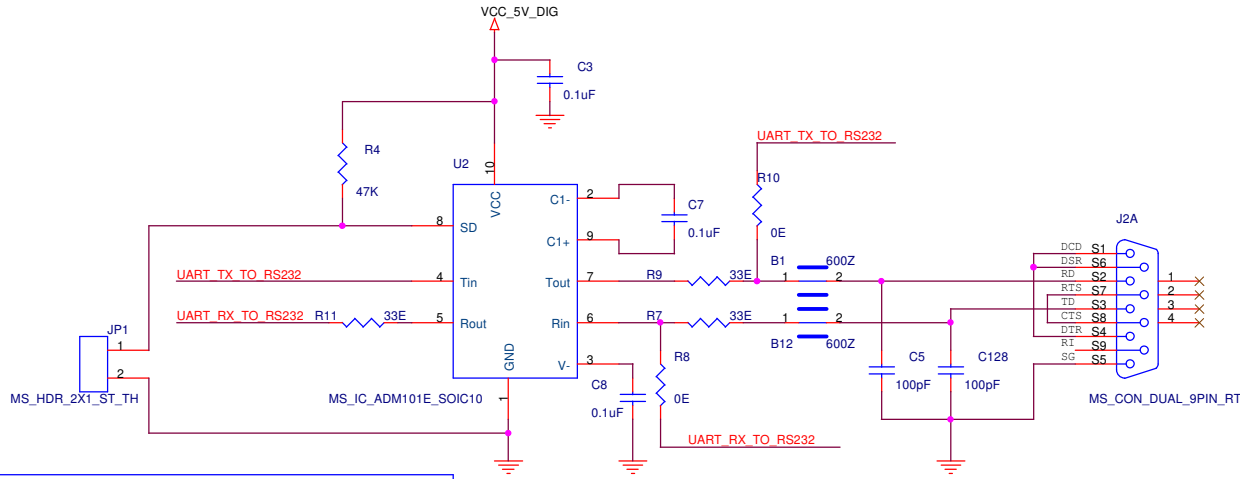 VCC_5V_DIG
C3
0.1uF
UART_TX_TO_RS232
R4
47K
U2
10
VCC
R10
0E
C1-
2
C7
0.1uF
C1+
9
J2A
8
SD
UART_TX_TO_RS232
4
Tin
Tout
7
R9
33E
B1
1
600Z
2
UART_RX_TO_RS232
R11
33E
5
Rout
Rin
6
R7
33E
1
2
B12
600Z
DCD S1
DSR S6
RD S2
RTS S7
TD S3
CTS S8
DTR S4
RI S9
SG S5
1
2
3
4
JP1
1
2
MS_HDR_2X1_ST_TH
GND
1
V-
3
C8
0.1uF
R8
0E
C5
100pF
C128
100pF
MS_IC_ADM101E_SOIC10
MS_CON_DUAL_9PIN_RT
UART_RX_TO_RS232